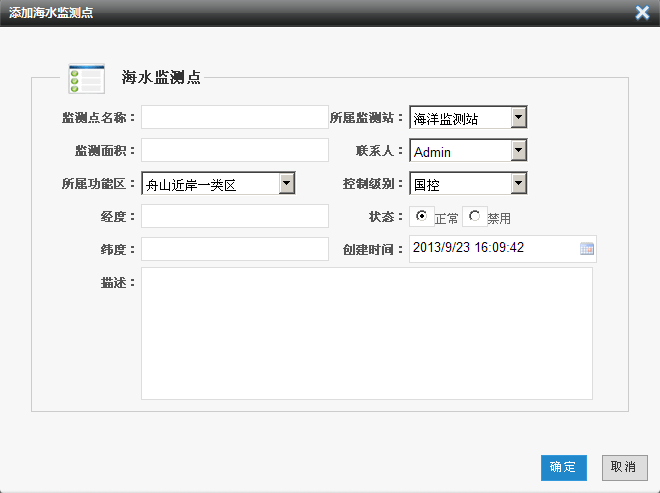 添加海水监测点
海水监测点
监测点名称： 所属监测站： 海洋监测站
监测面积： 联系人： Admin
所属功能区： 舟山近岸一类区 控制级别： 国控
经度： 状态： 正常 禁用
纬度： 创建时间： 2013/9/23 16:09:42
描述：
确定 取消